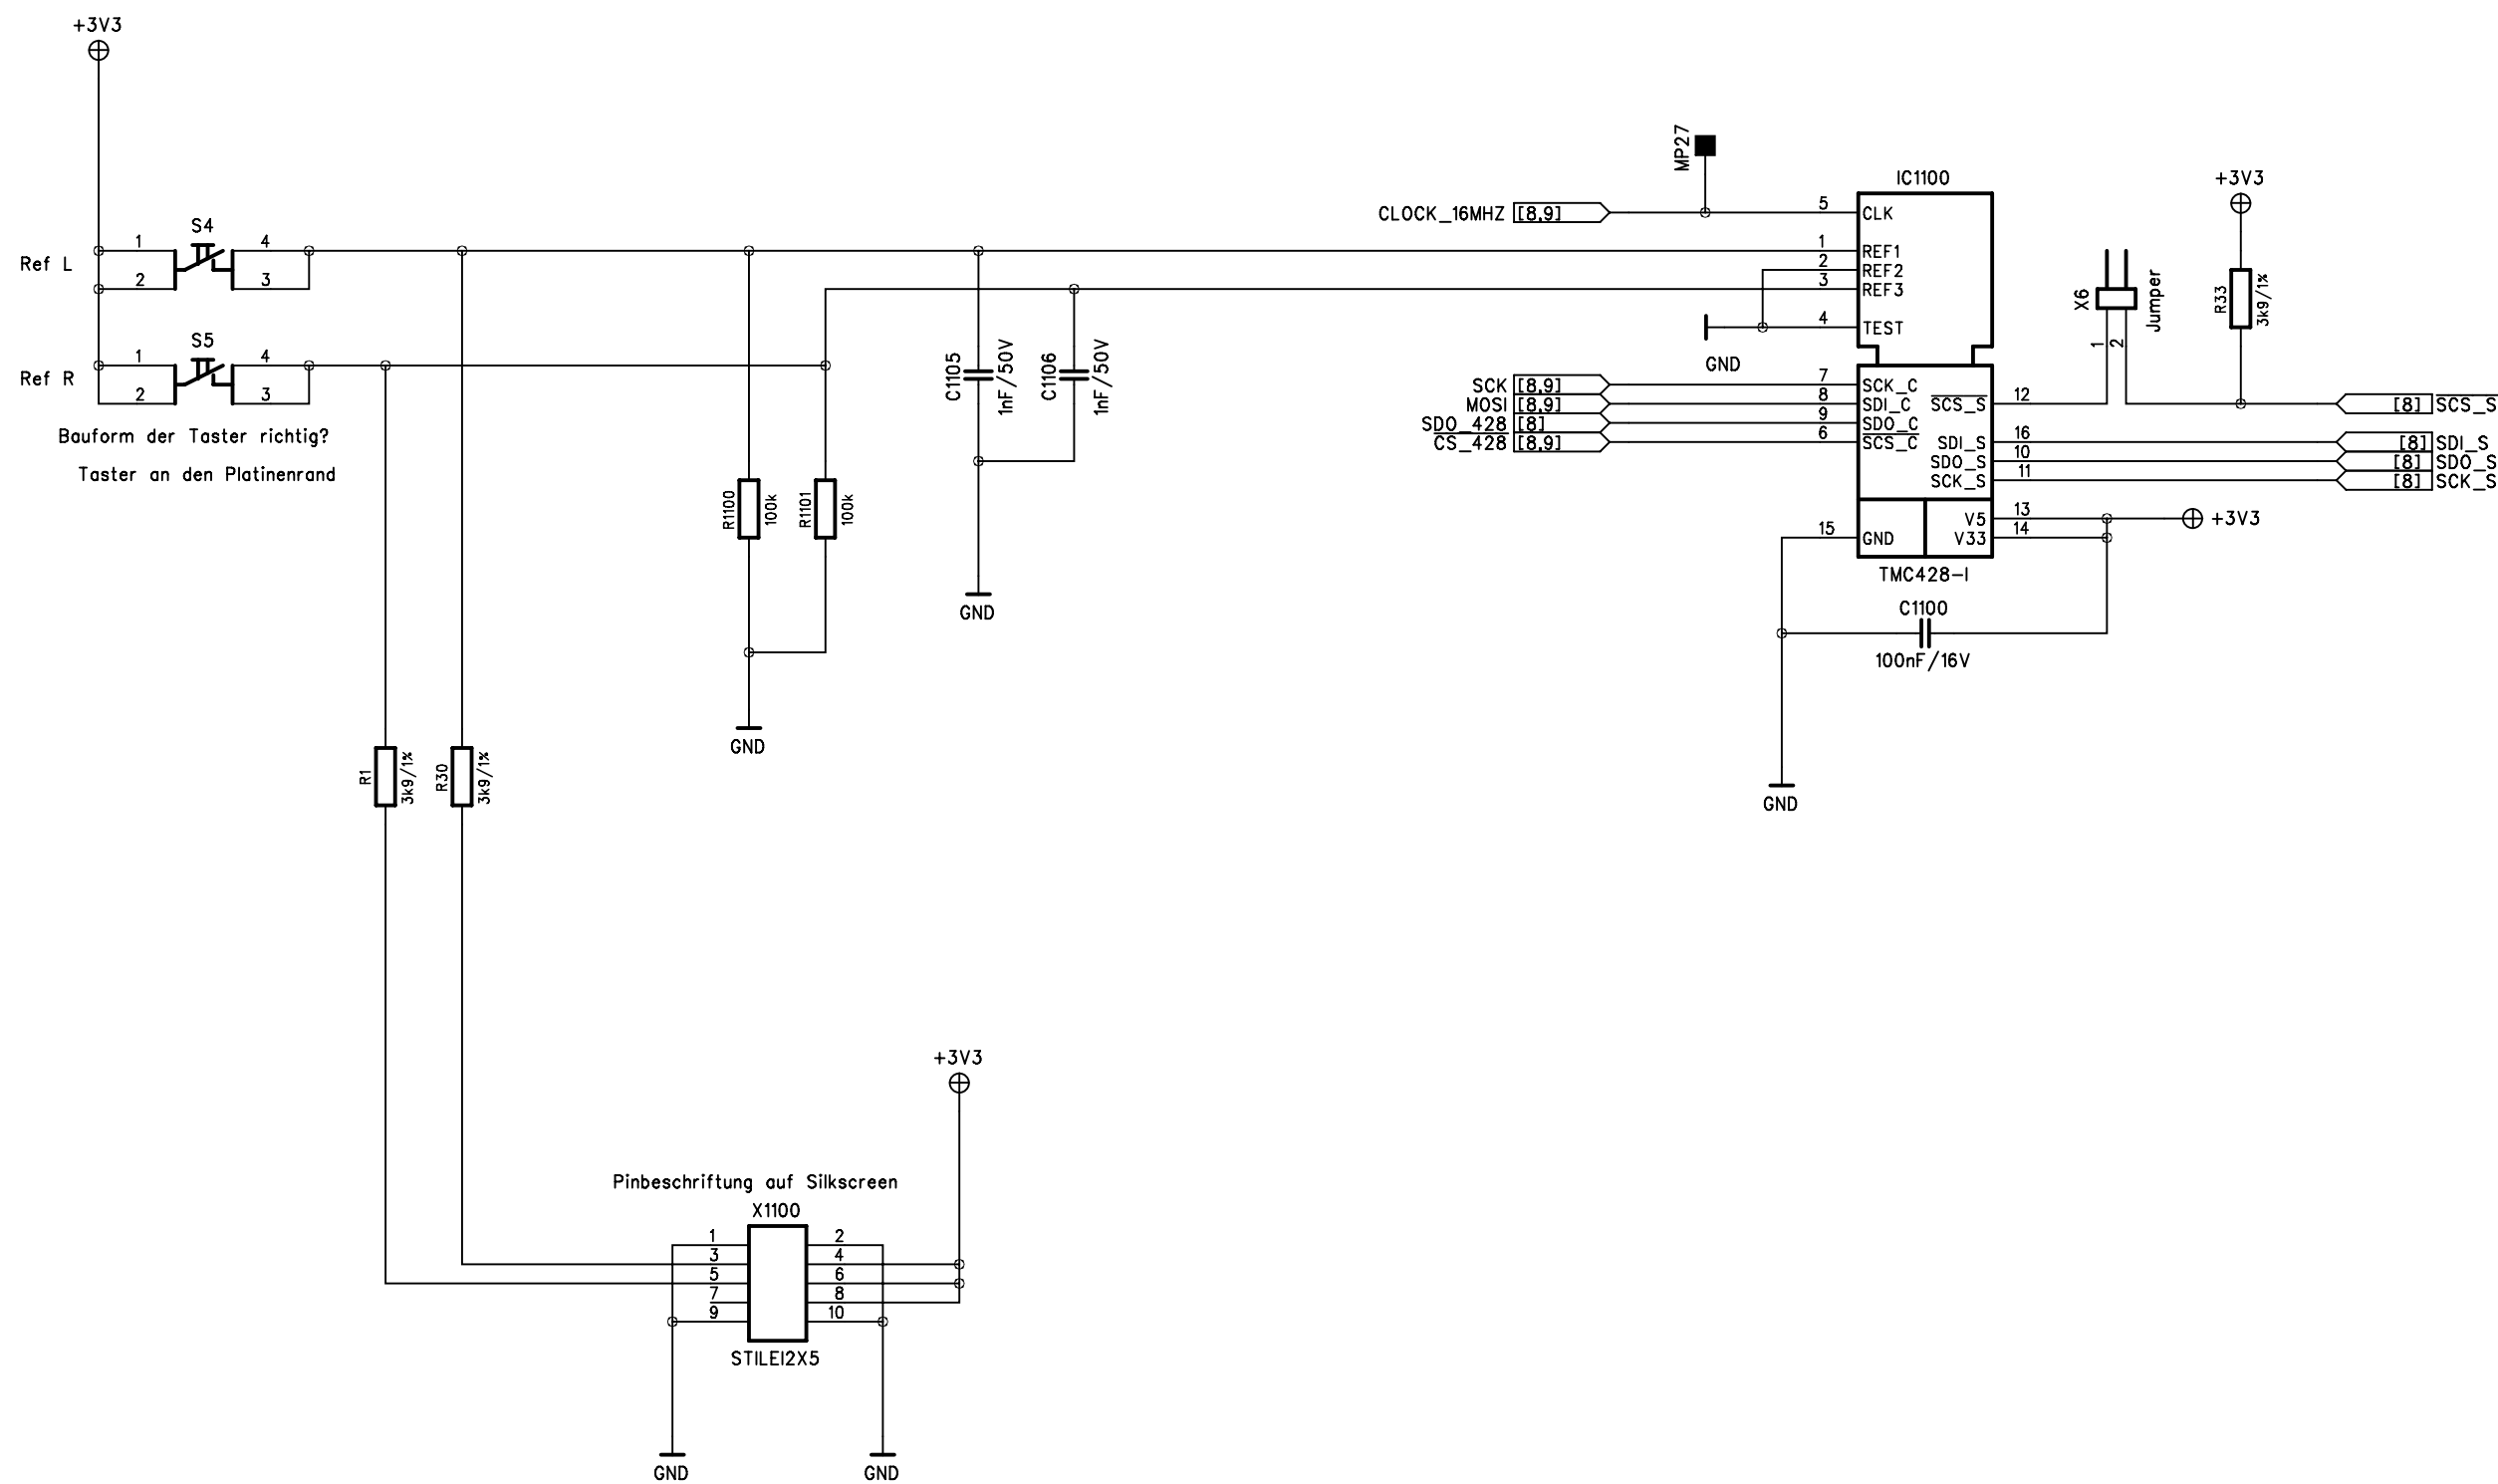 +3V3
MP27
IC1100
+3V3
CLOCK_16MHZ [8,9]
5 CLK
S4
Ref L
1 4
2 3
1 REF1
2 REF2
3 REF3
4 TEST
GND
X6
Jumper
1
2
R33
3k9/1%
S5
Ref R
1 4
2 3
Bauform der Taster richtig?
Taster an den Platinenrand
C1105
1nF/50V
C1106
1nF/50V
SCK [8,9]
MOSI [8,9]
SDO_428 [8]
CS_428 [8,9]
7 SCK_C
8 SDI_C
9 SDO_C
6 SCS_C
SCS_S 12
SDI_S 16
SDO_S 10
SCK_S 11
[8] SCS_S
[8] SDI_S
[8] SDO_S
[8] SCK_S
R1100
100k
R1101
100k
15 GND
V5 13
V33 14
+3V3
TMC428-I
C1100
100nF/16V
GND
GND
GND
R1
3k9/1%
R30
3k9/1%
+3V3
Pinbeschriftung auf Silkscreen
X1100
1 2
3 4
5 6
7 8
9 10
STILEI2X5
GND
GND